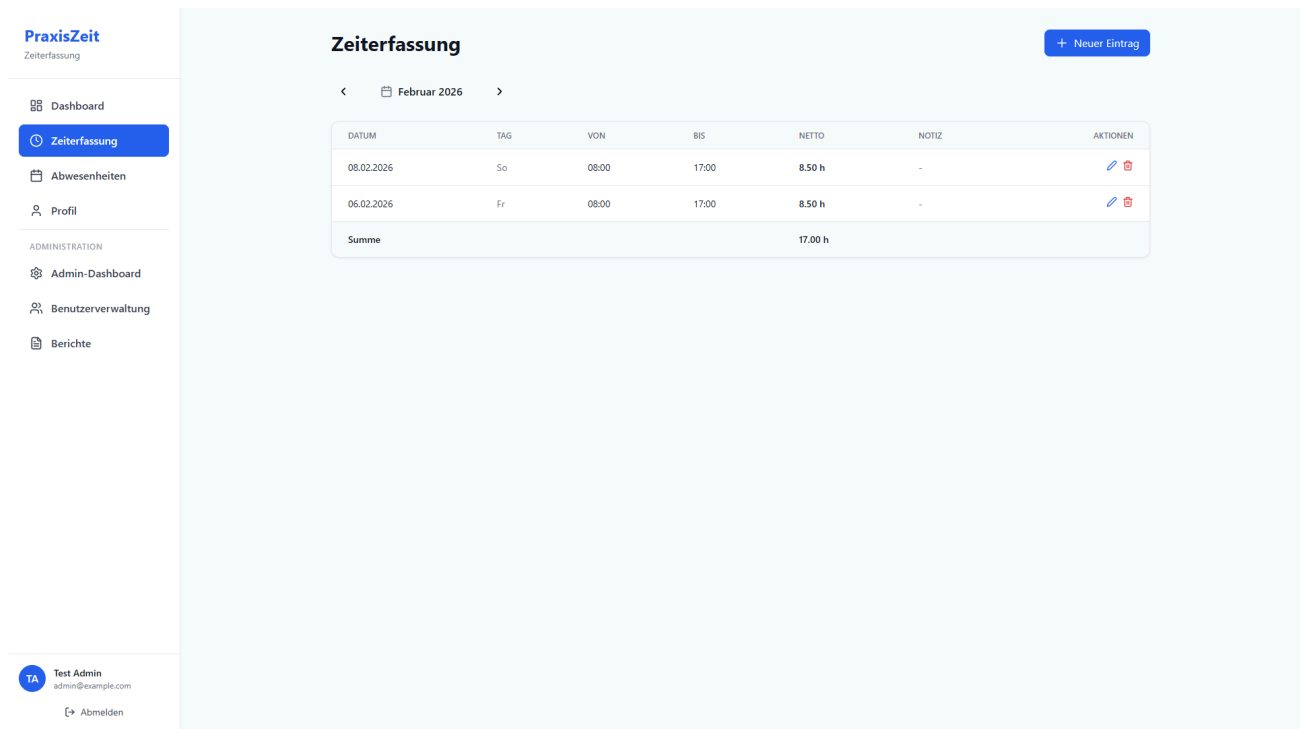 PraxisZeit
Zeiterfassung
Dashboard
Zeiterfassung
Abwesenheiten
Profil
ADMINISTRATION
Admin-Dashboard
Benutzerverwaltung
Berichte
TA
Test Admin
admin@example.com
Abmelden
Zeiterfassung
Neuer Eintrag
Februar 2026
DATUM TAG VON BIS NETTO NOTIZ AKTIONEN
08.02.2026 So 08:00 17:00 8.50 h -
06.02.2026 Fr 08:00 17:00 8.50 h -
Summe 17.00 h